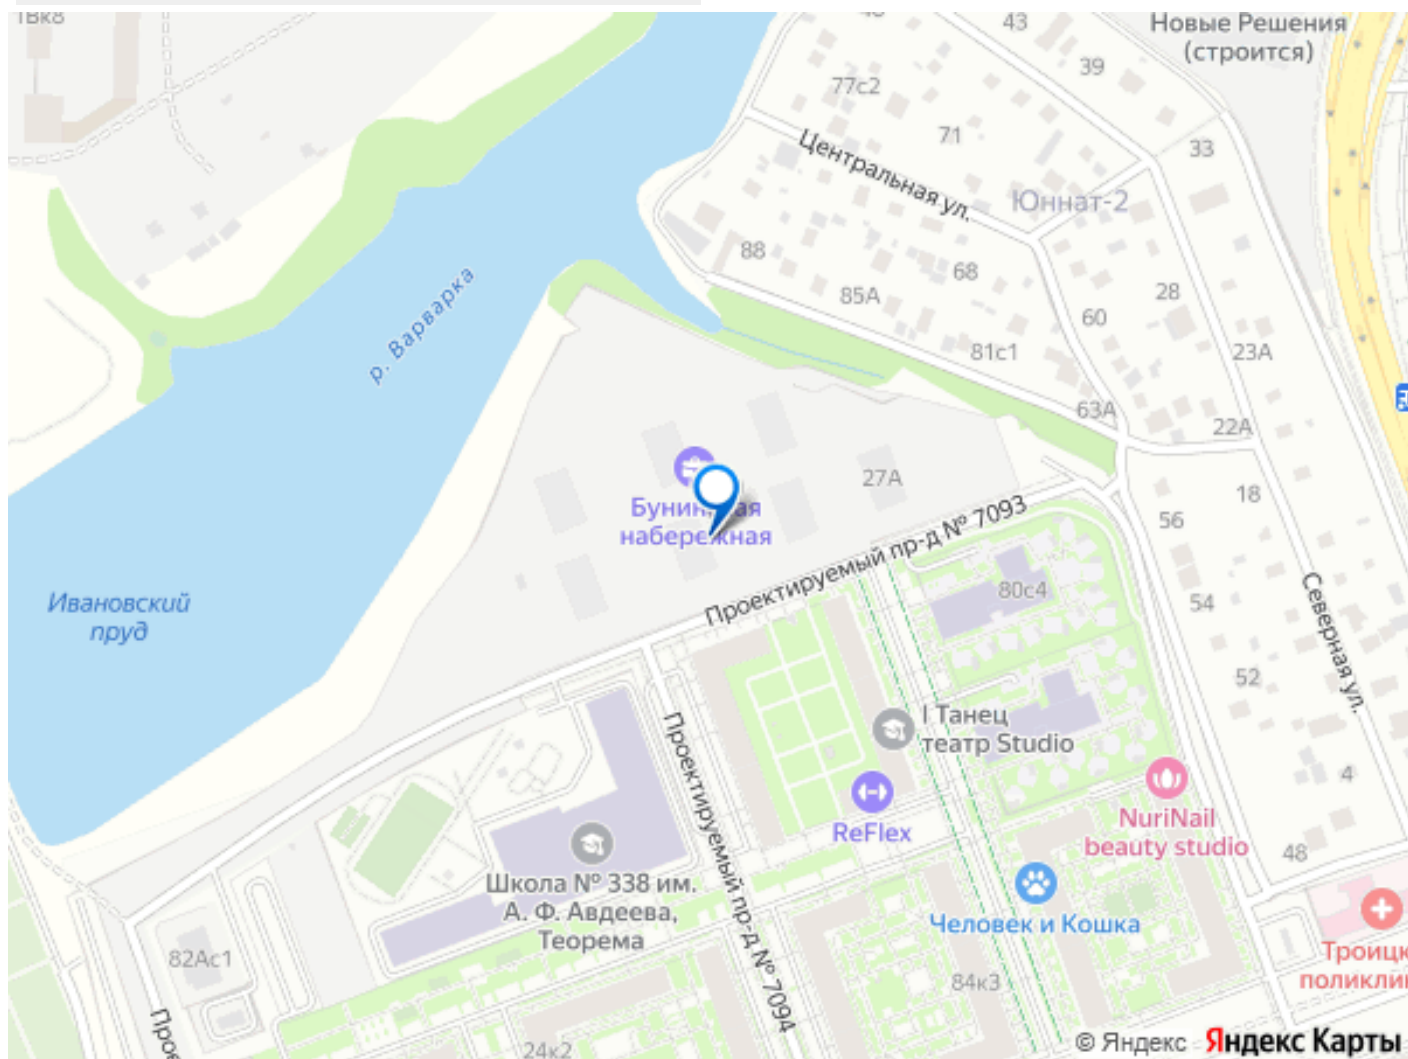 1Вк8
43
Новые Решения
(строится)
39
77с2
71
33
Центральная ул.
Юннат-2
88
68
28
85А
60
р. Варварка
81с1
23А
63А
22А
27А
18
набережная
56
Проектируемый пр-д № 7093
Ивановский
пруд
80с4
54
Северная ул.
52
I Танец
театр Studio
Проектируемый пр-д № 7094
4
ReFlex
NuriNail
beauty studio
48
Школа № 338 им.
А. Ф. Авдеева,
Теорема
Человек и Кошка
82Ас1
84к3
24к2
© Яндекс Яндекс Карты